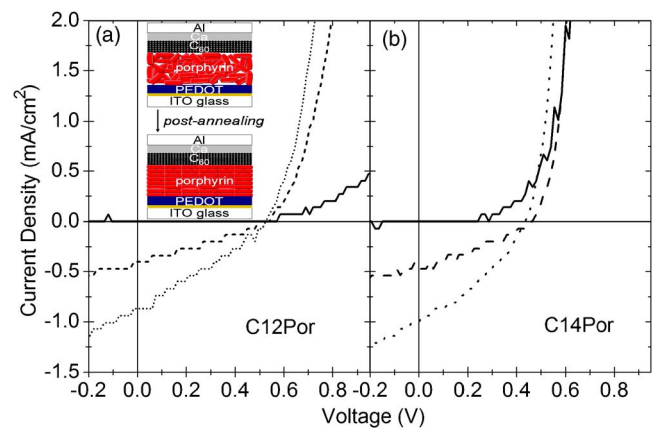 (a)
Al
Ca
C60
porphyrin
PEDOT
ITO glass
post-annealing
Al
Ca
C60
porphyrin
PEDOT
ITO glass
C12Por
(b)
C14Por
2.0
1.5
1.0
0.5
0.0
-0.5
-1.0
-1.5
Current Density (mA/cm²)
-0.2 0.0 0.2 0.4 0.6 0.8 -0.2 0.0 0.2 0.4 0.6 0.8
Voltage (V)